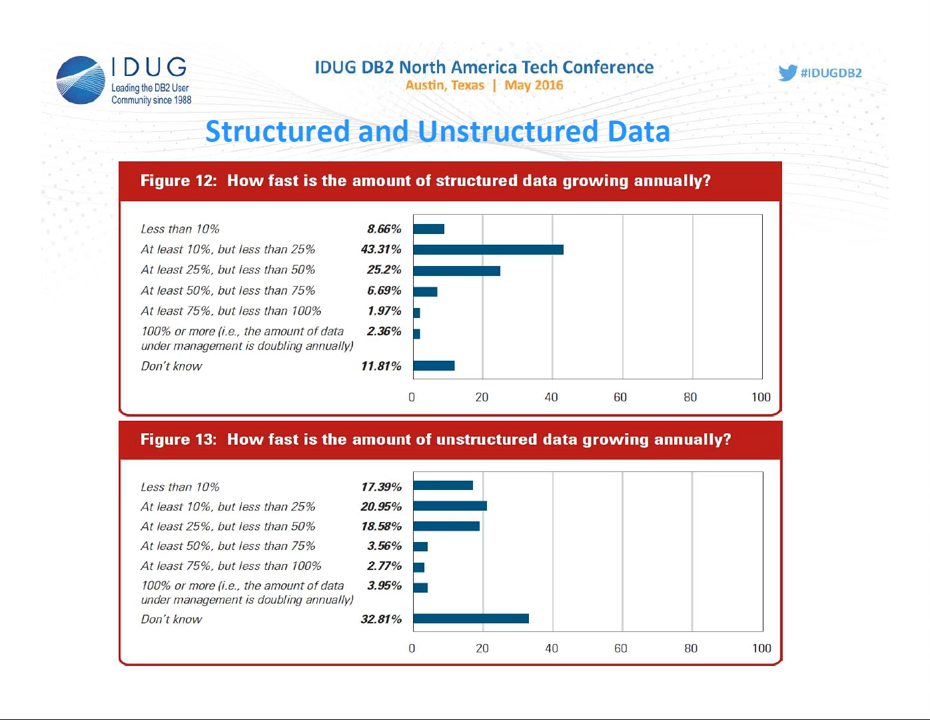 IDUG
Leading the DB2 User
Community since 1988
IDUG DB2 North America Tech Conference
Austin, Texas | May 2016
#IDUGDB2
Structured and Unstructured Data
Figure 12: How fast is the amount of structured data growing annually?
Less than 10% 8.66%
At least 10%, but less than 25% 43.31%
At least 25%, but less than 50% 25.2%
At least 50%, but less than 75% 6.69%
At least 75%, but less than 100% 1.97%
100% or more (i.e., the amount of data 2.36%
under management is doubling annually)
Don't know 11.81%
0 20 40 60 80 100
Figure 13: How fast is the amount of unstructured data growing annually?
Less than 10% 17.39%
At least 10%, but less than 25% 20.95%
At least 25%, but less than 50% 18.58%
At least 50%, but less than 75% 3.56%
At least 75%, but less than 100% 2.77%
100% or more (i.e., the amount of data 3.95%
under management is doubling annually)
Don't know 32.81%
0 20 40 60 80 100